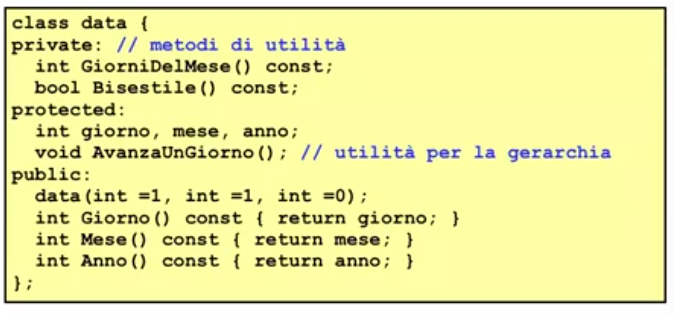 class data {
private: // metodi di utilità
  int GiorniDelMese() const;
  bool Bisestile() const;
protected:
  int giorno, mese, anno;
  void AvanzaUnGiorno(); // utilità per la gerarchia
public:
  data(int =1, int =1, int =0);
  int Giorno() const { return giorno; }
  int Mese() const { return mese; }
  int Anno() const { return anno; }
};